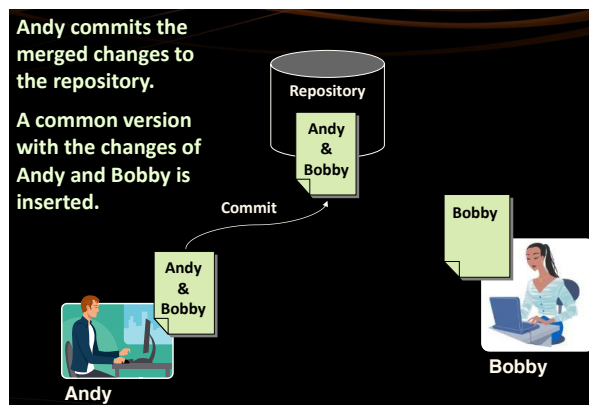 Andy commits the
merged changes to
the repository.
A common version
with the changes of
Andy and Bobby is
inserted.
Repository
Andy
&
Bobby
Commit
Bobby
Andy
&
Bobby
Andy
Bobby